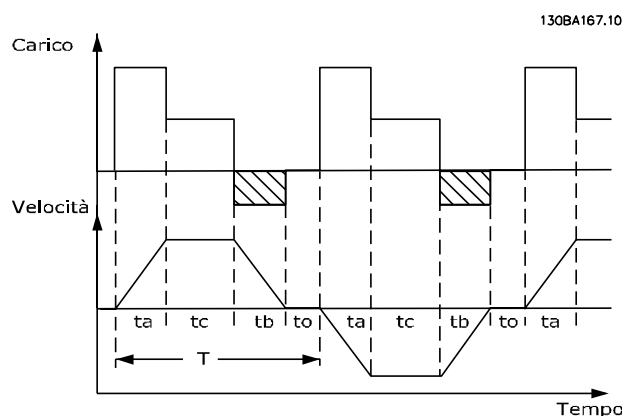 130BA167.10
Carico
Velocità
ta tc tb to ta tc tb to ta
T
Tempo